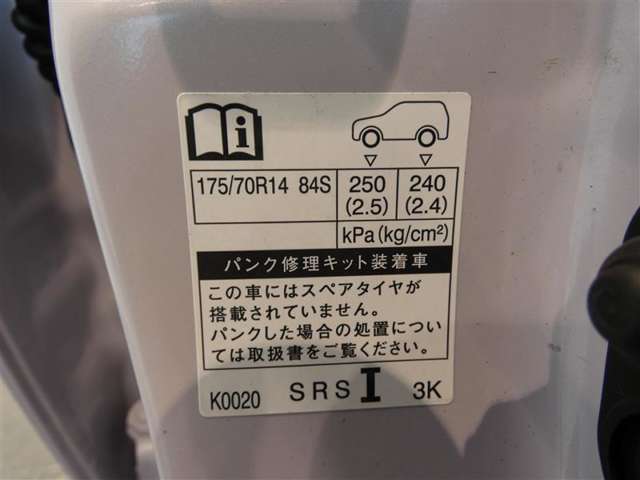 175/70R14 84S 250 240
(2.5) (2.4)
kPa(kg/cm²)
パンク修理キット装着車
この車にはスペアタイヤが
搭載されていません。
パンクした場合の処置につい
ては取扱書をご覧ください。
K0020 SRS I 3K